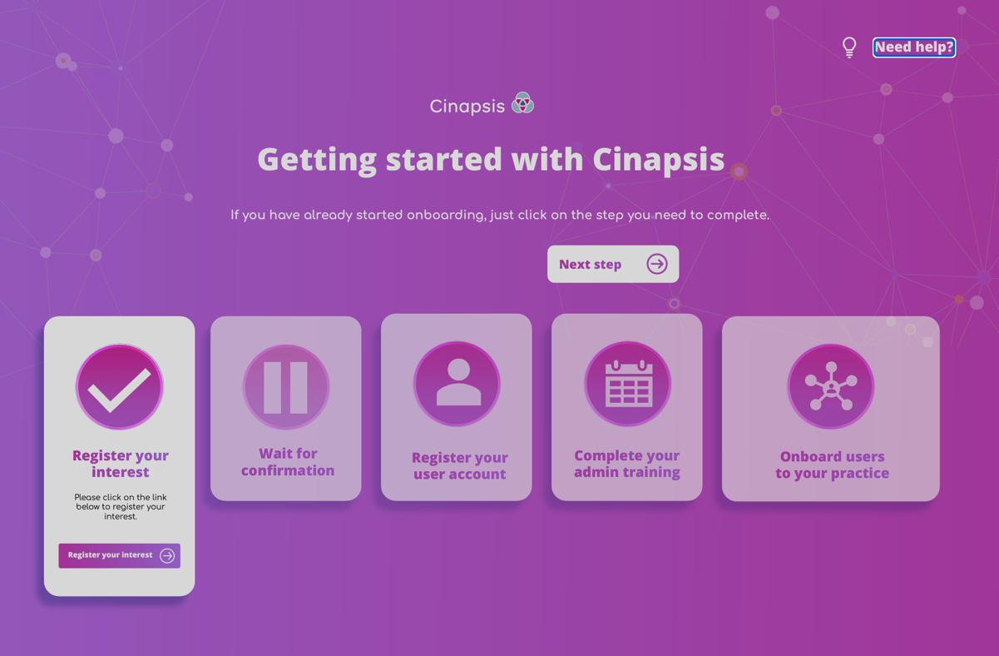 Need help?
Cinapsis
Getting started with Cinapsis
If you have already started onboarding, just click on the step you need to complete.
Next step
Register your
interest
Please click on the link
below to register your
interest.
Register your interest
Wait for
confirmation
Register your
user account
Complete your
admin training
Onboard users
to your practice